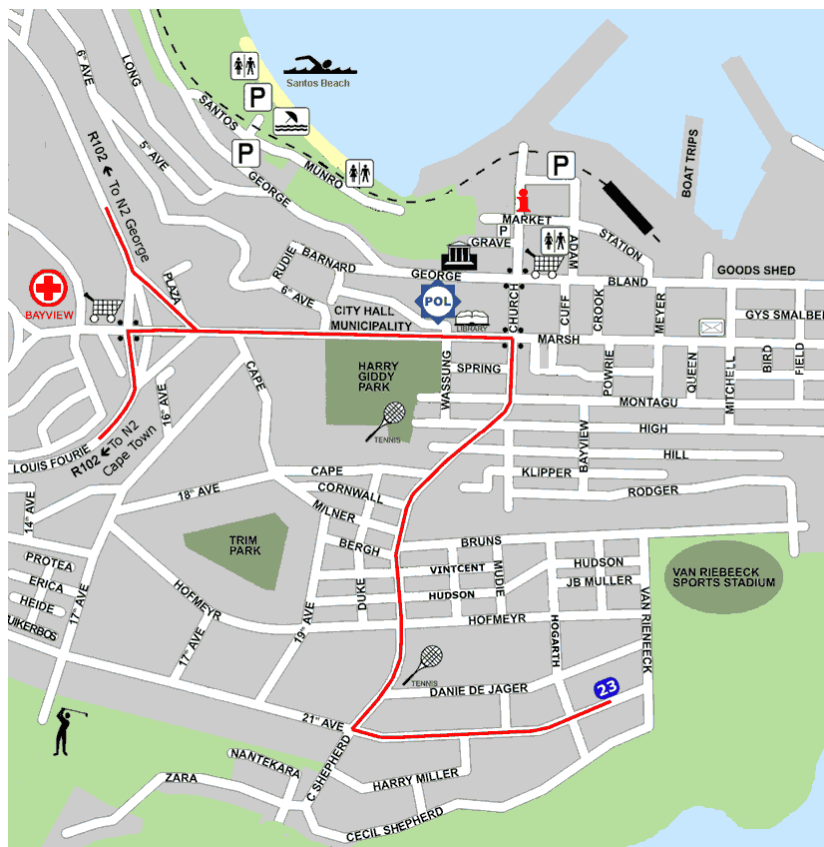 6th AVE
LONG
P
Santos Beach
SANTOS
R102 ← To N2 George
5th AVE
P
MUNRO
P
BOAT TRIPS
GEORGE
i
MARKET
P
GRAVE
ADAM
STATION
RUDIE
BARNARD
GEORGE
BLAND
GOODS SHED
PLAZA
6th AVE
CITY HALL
MUNICIPALITY
POL
LIBRARY
CHURCH
CUFF
CROOK
MEYER
GYS SMALBER
BAYVIEW
MARSH
WASSUNG
SPRING
POWRIE
QUEEN
MITCHELL
BIRD
FIELD
CAPE
HARRY
GIDDY
PARK
TENNIS
MONTAGU
16th AVE
HIGH
BAYVIEW
HILL
LOUIS FOURIE
R102 ← To N2
Cape Town
CAPE
KLIPPER
RODGER
18th AVE
CORNWALL
MILNER
14th AVE
TRIM
PARK
BERGH
BRUNS
PROTEA
ERICA
HEIDE
UIKERBOS
17th AVE
HOFMEYR
DUKE
VINTCENT
HUDSON
MUDIE
HUDSON
JB MULLER
VAN RIEBEECK
SPORTS STADIUM
VAN RIENEECK
19th AVE
HOFMEYR
HOGARTH
17th AVE
TENNIS
DANIE DE JAGER
23
21st AVE
C SHEPHERD
NANTEKARA
ZARA
HARRY MILLER
CECIL SHEPHERD